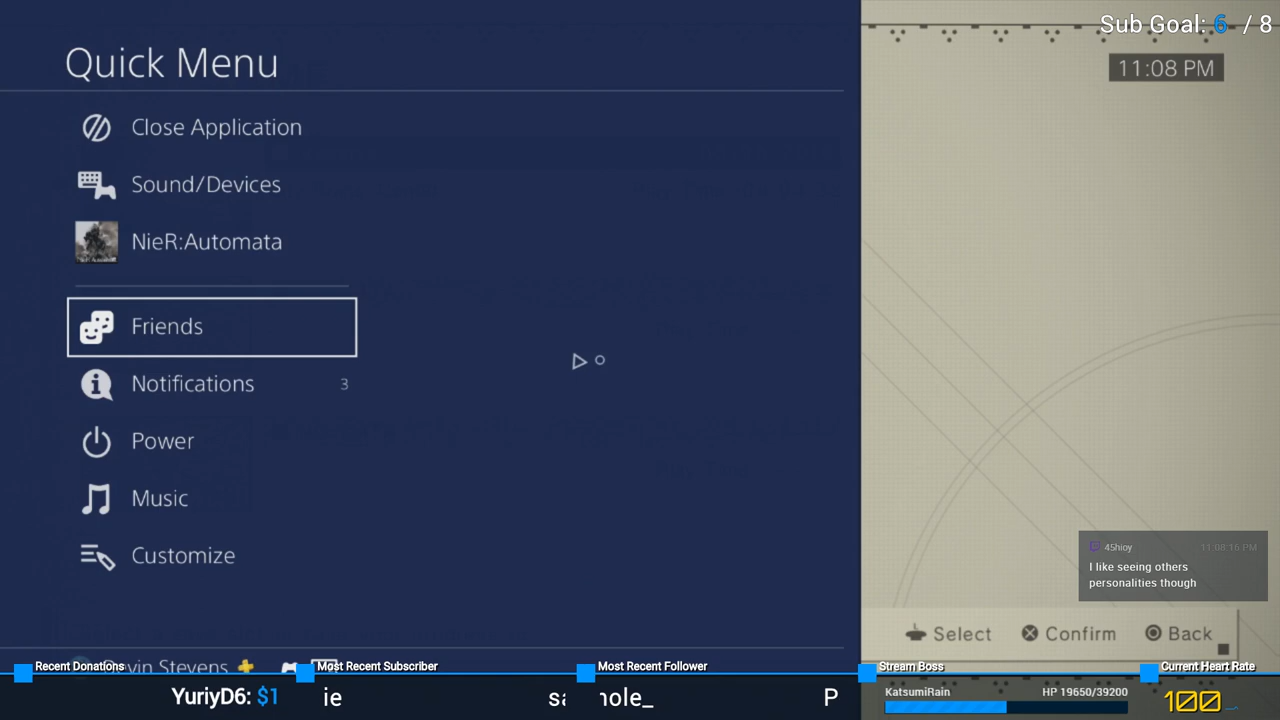 Quick Menu
Sub Goal: 6 / 8
11:08 PM
Close Application
Sound/Devices
NieR:Automata
Friends
Notifications 3
Power
Music
Customize
45hioy 11:08:16 PM
I like seeing others
personalities though
Select Confirm Back
Stevens
Recent Donations
Most Recent Subscriber
Most Recent Follower
Stream Boss
Current Heart Rate
YuriyD6: $1
ie
KatsumiRain HP 19650/39200
P
100